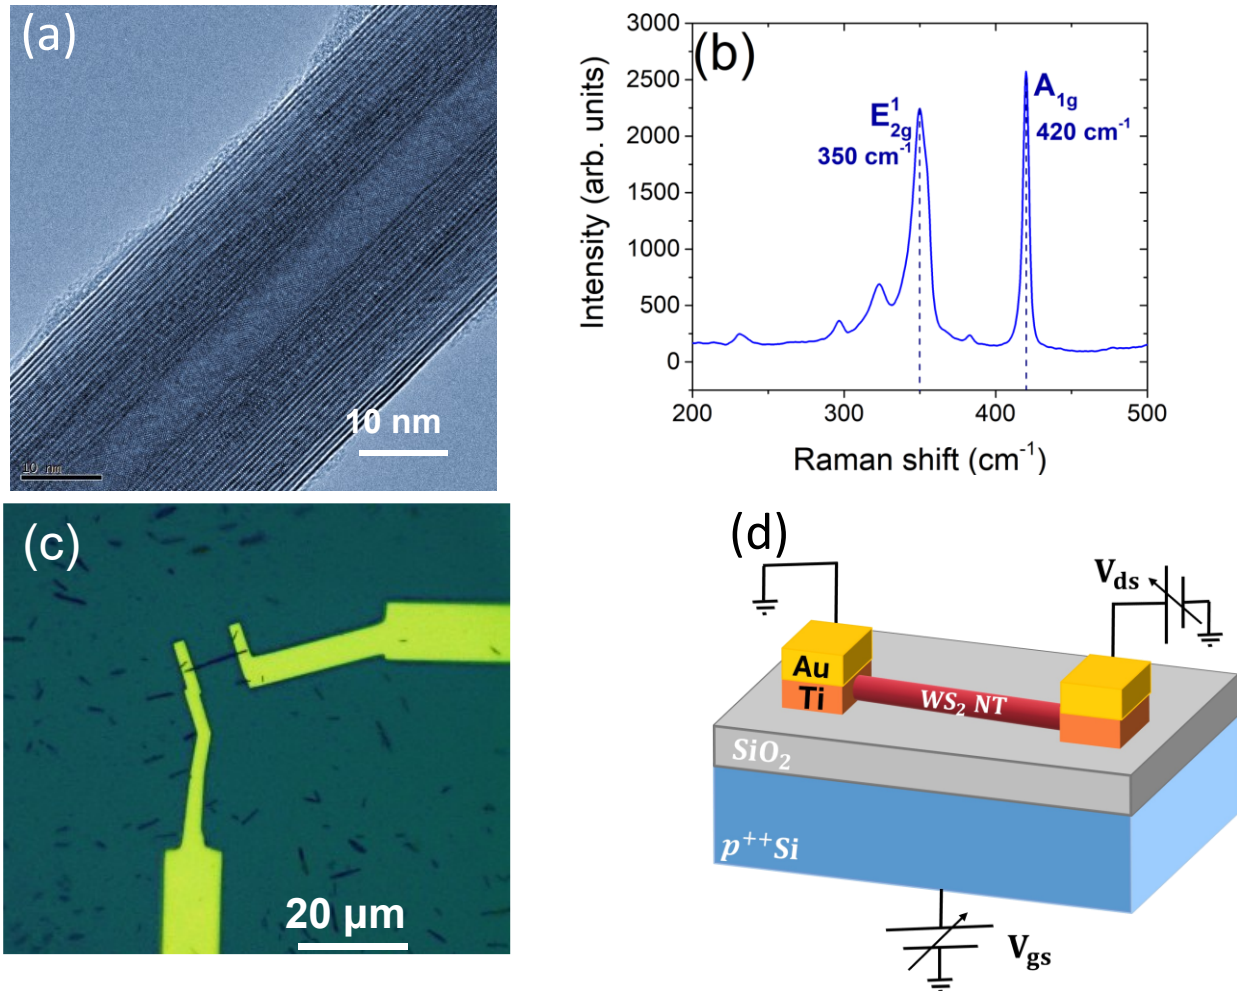 (a)
10 nm
10 nm
(b)
3000
2500
2000
1500
1000
500
0
Intensity (arb. units)
E¹₂g
350 cm⁻¹
A₁g
420 cm⁻¹
200 300 400 500
Raman shift (cm⁻¹)
(c)
20 µm
(d)
Vds
Au
Ti
WS₂ NT
SiO₂
p⁺⁺Si
Vgs